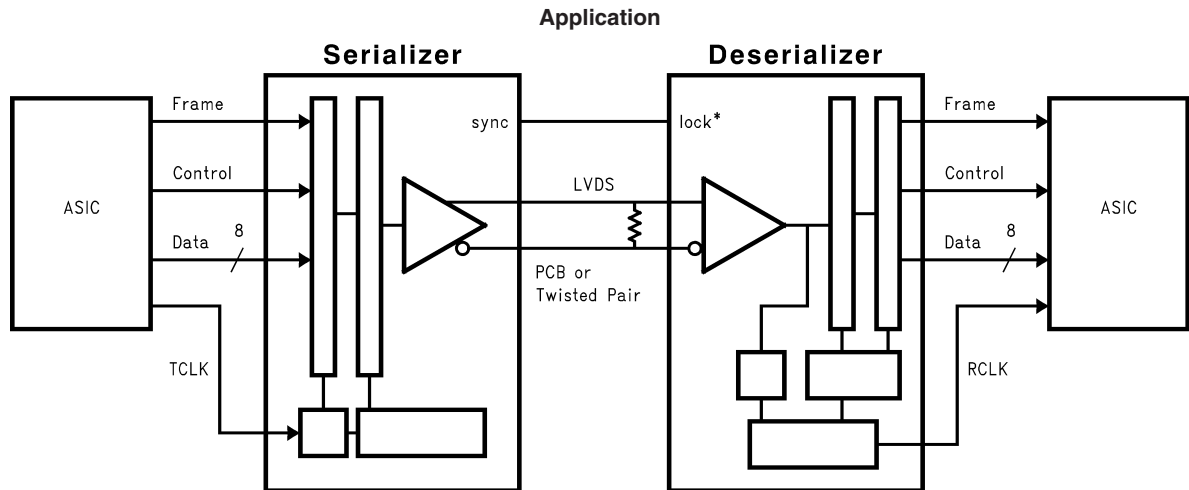 Application
Serializer
Deserializer
Frame
Control
8
Data
TCLK
ASIC
sync
lock*
LVDS
PCB or
Twisted Pair
Frame
Control
8
Data
RCLK
ASIC